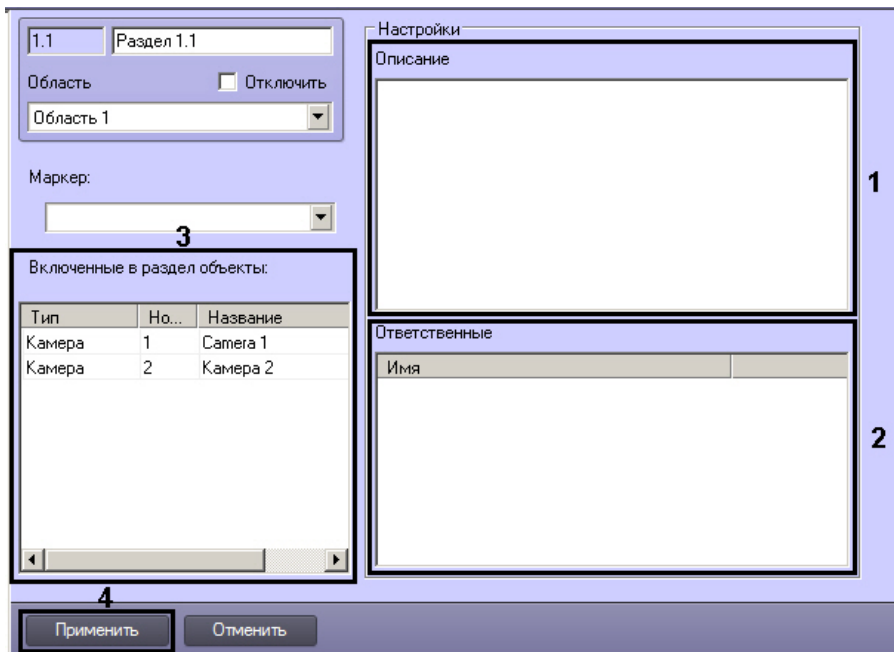 1.1 Раздел 1.1
Область Отключить
Область 1
Маркер:
3
Включенные в раздел объекты:
Тип Но... Название
Камера 1 Camera 1
Камера 2 Камера 2
4
Применить Отменить
Настройки
Описание
1
Ответственные
Имя
2